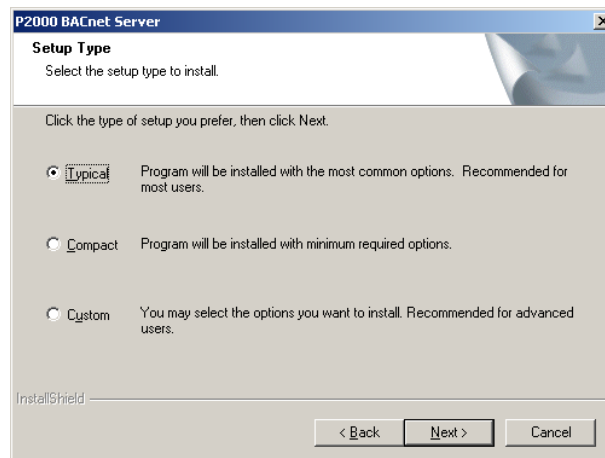 P2000 BACnet Server
Setup Type
Select the setup type to install.
Click the type of setup you prefer, then click Next.
Typical
Program will be installed with the most common options. Recommended for
most users.
Compact
Program will be installed with minimum required options.
Custom
You may select the options you want to install. Recommended for advanced
users.
InstallShield
< Back
Next >
Cancel